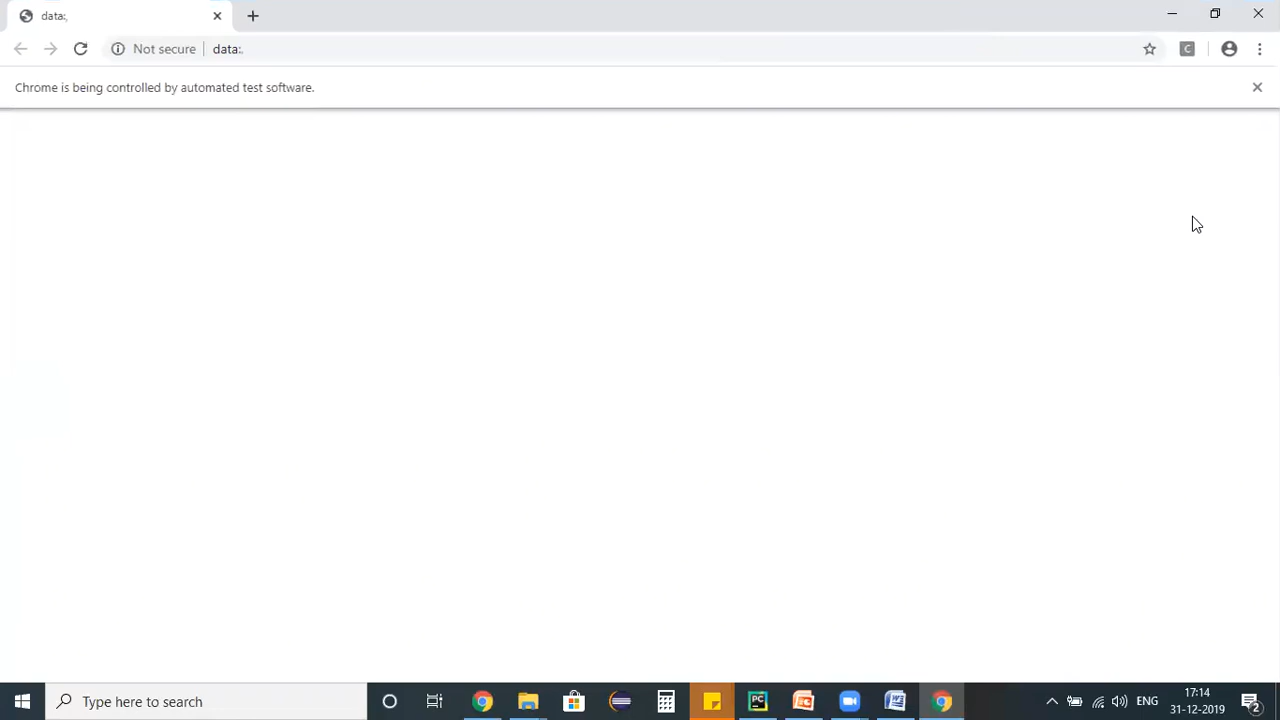 data:,
Not secure
data:,
C
Chrome is being controlled by automated test software.
Type here to search
PC
ENG
17:14
31-12-2019
2